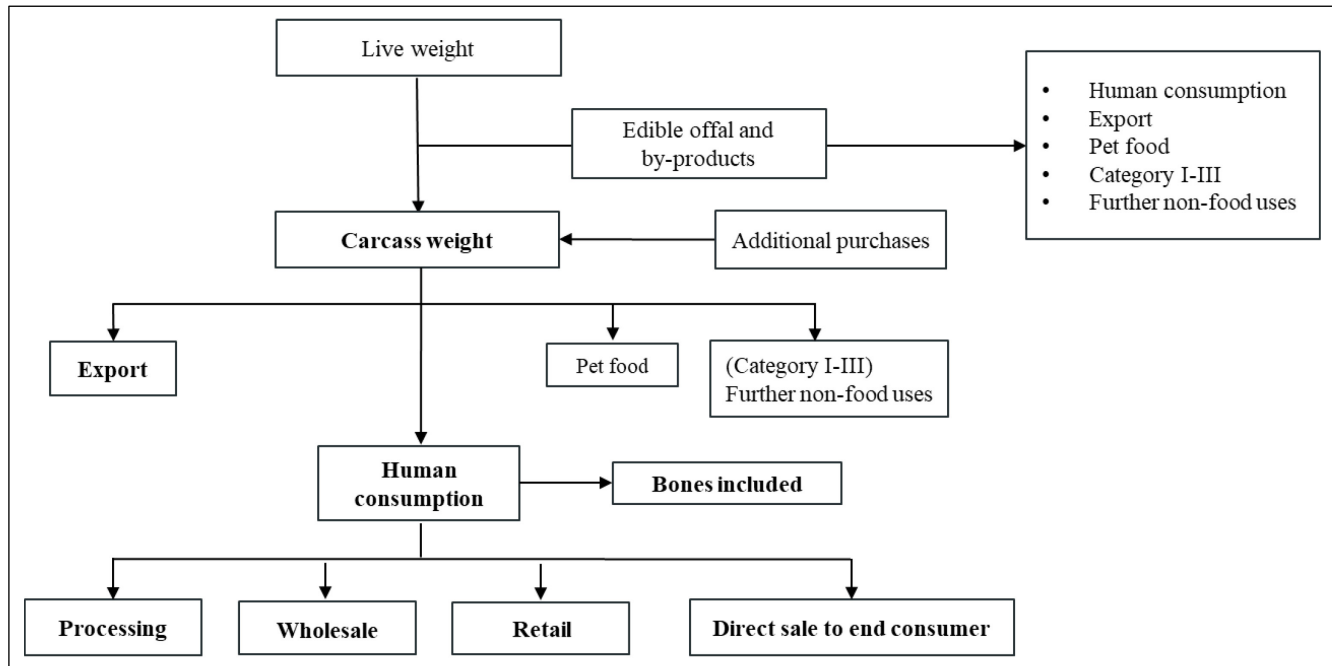 Live weight
Edible offal and
by-products
• Human consumption
• Export
• Pet food
• Category I-III
• Further non-food uses
Carcass weight
Additional purchases
Export
Pet food
(Category I-III)
Further non-food uses
Human
consumption
Bones included
Processing
Wholesale
Retail
Direct sale to end consumer